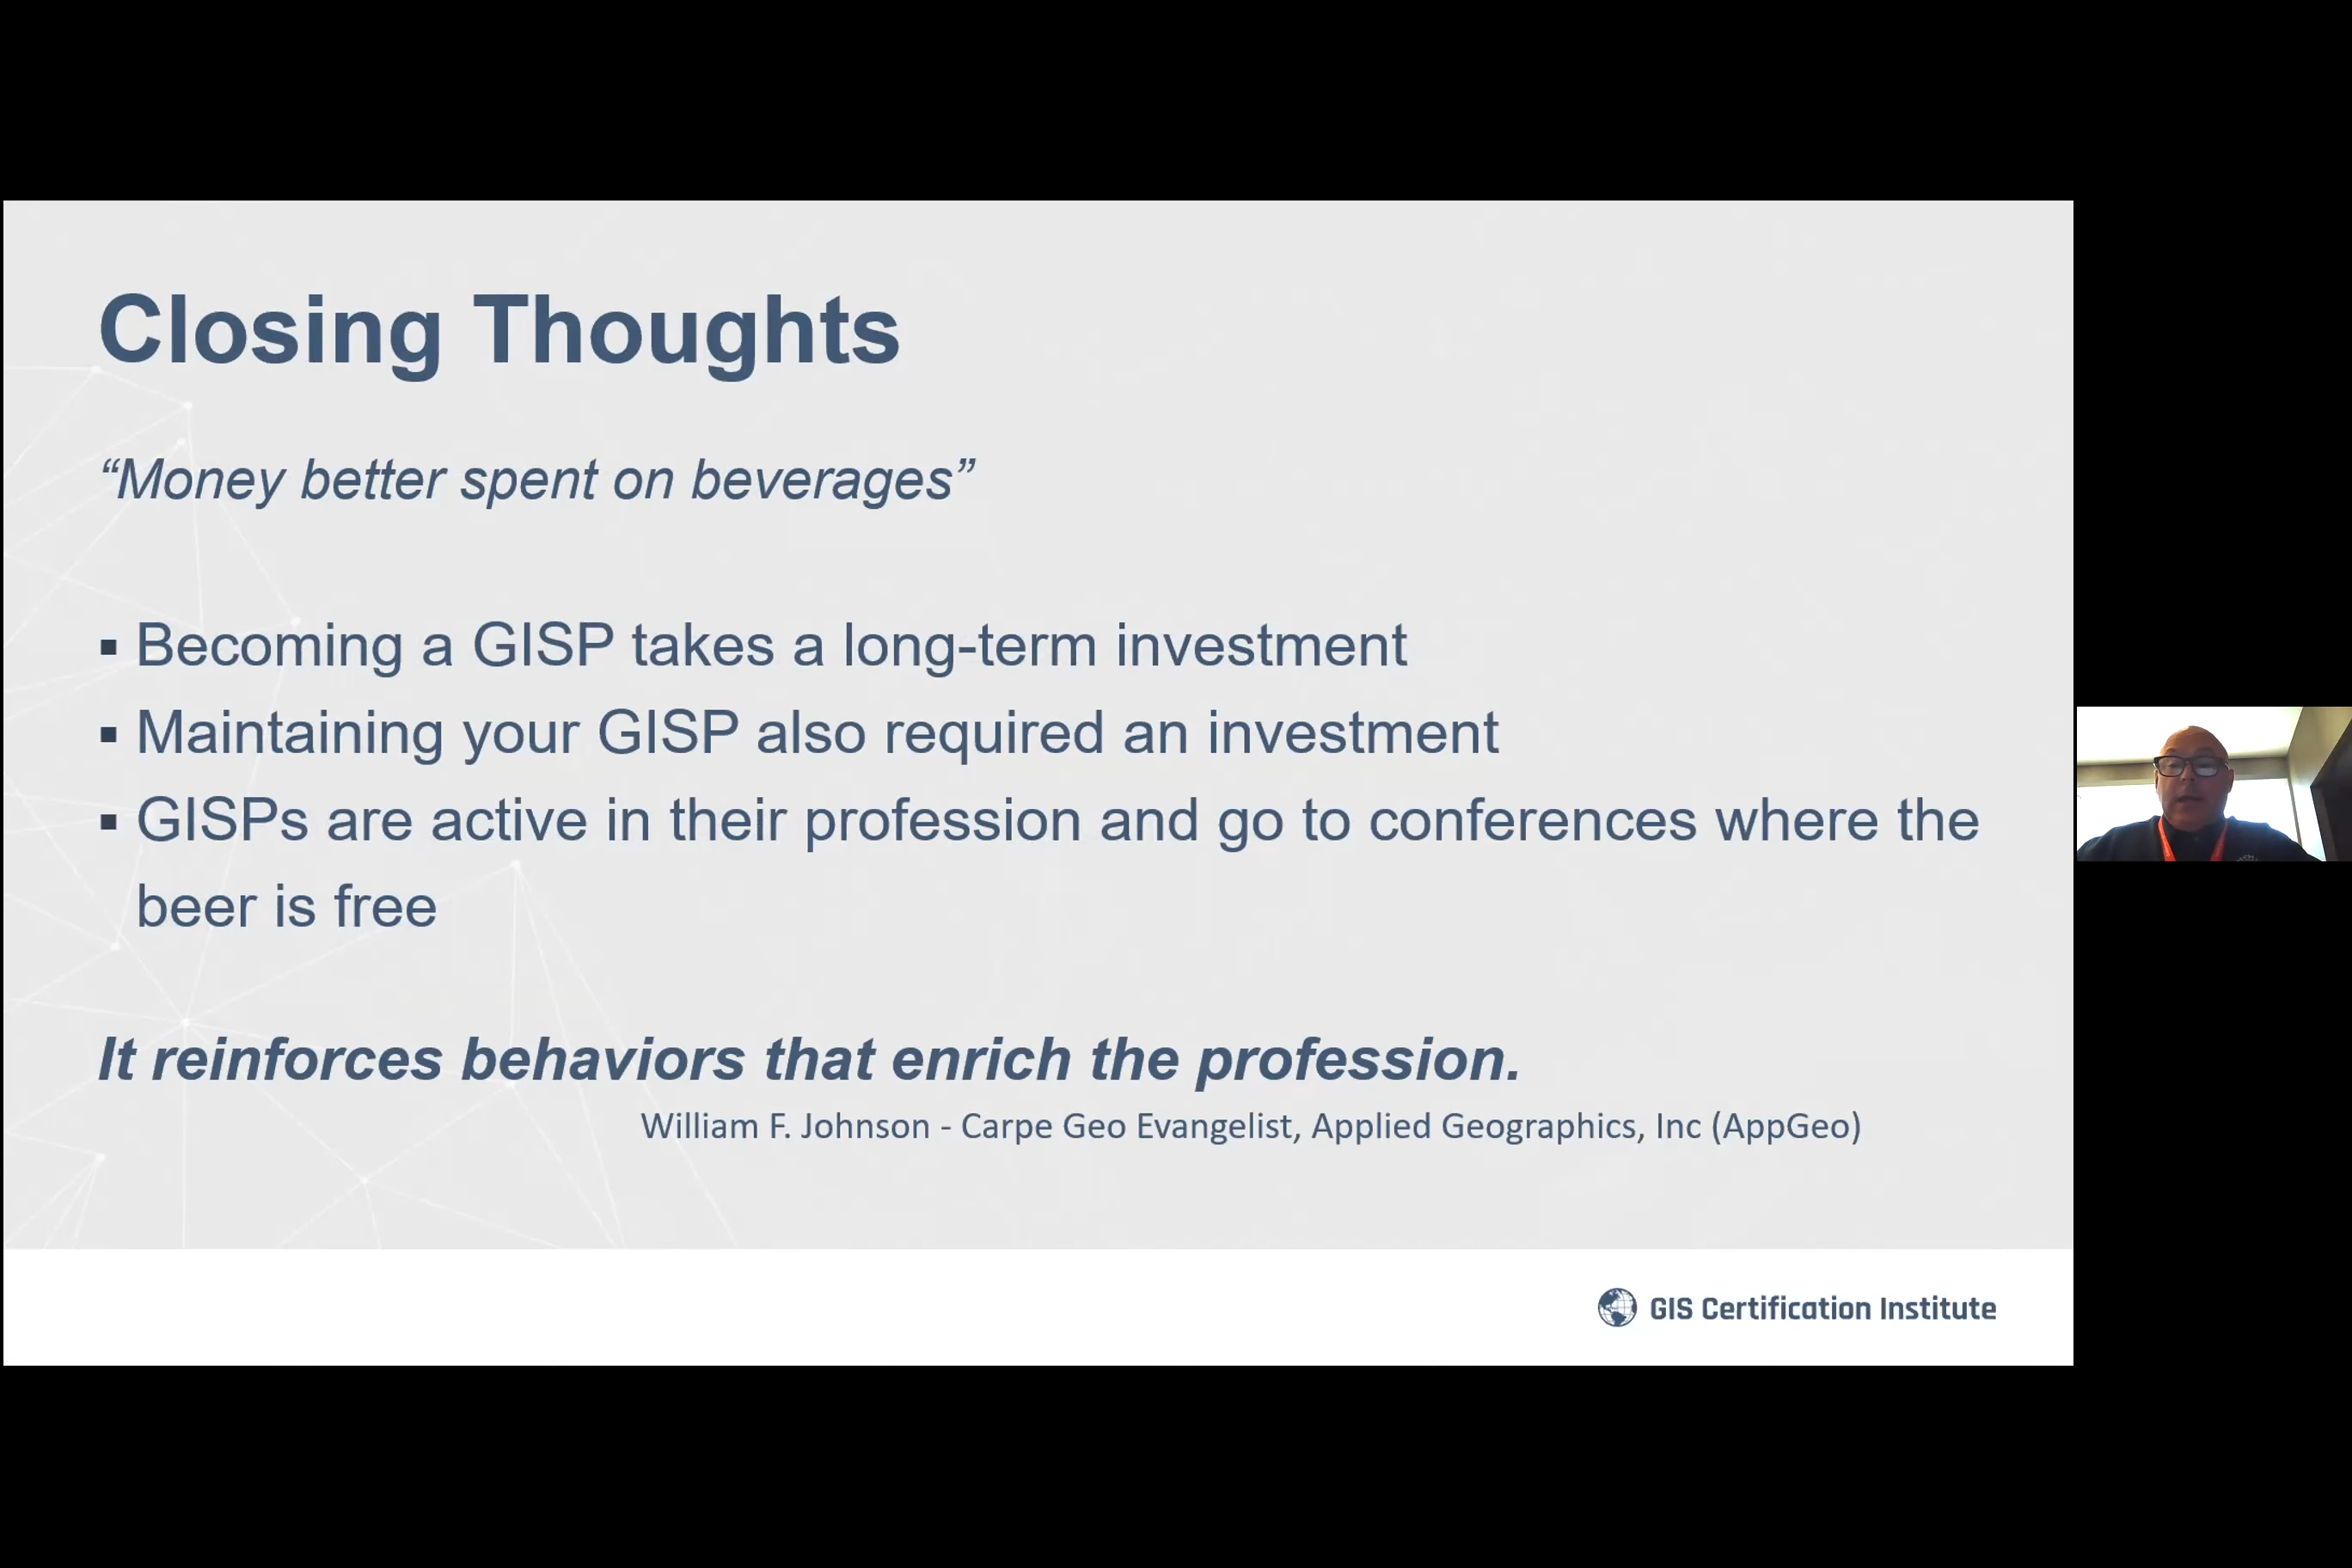 Closing Thoughts
“Money better spent on beverages”
▪ Becoming a GISP takes a long-term investment
▪ Maintaining your GISP also required an investment
▪ GISPs are active in their profession and go to conferences where the
beer is free
It reinforces behaviors that enrich the profession.
William F. Johnson - Carpe Geo Evangelist, Applied Geographics, Inc (AppGeo)
GIS Certification Institute